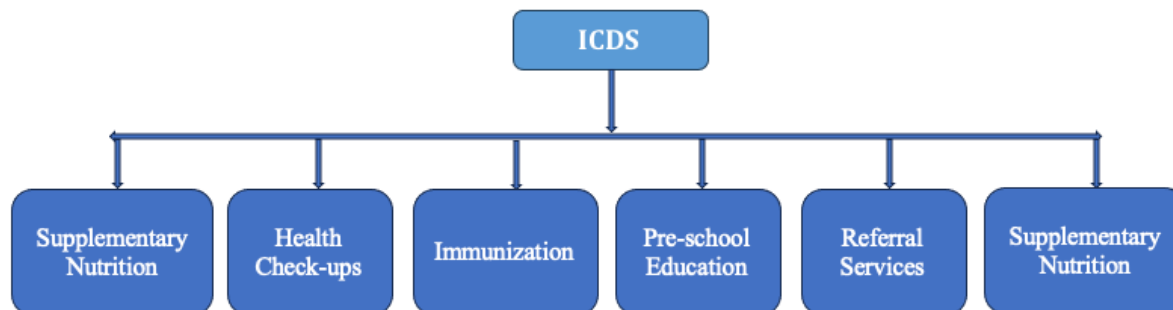 ICDS
Supplementary
Nutrition
Health
Check-ups
Immunization
Pre-school
Education
Referral
Services
Supplementary
Nutrition